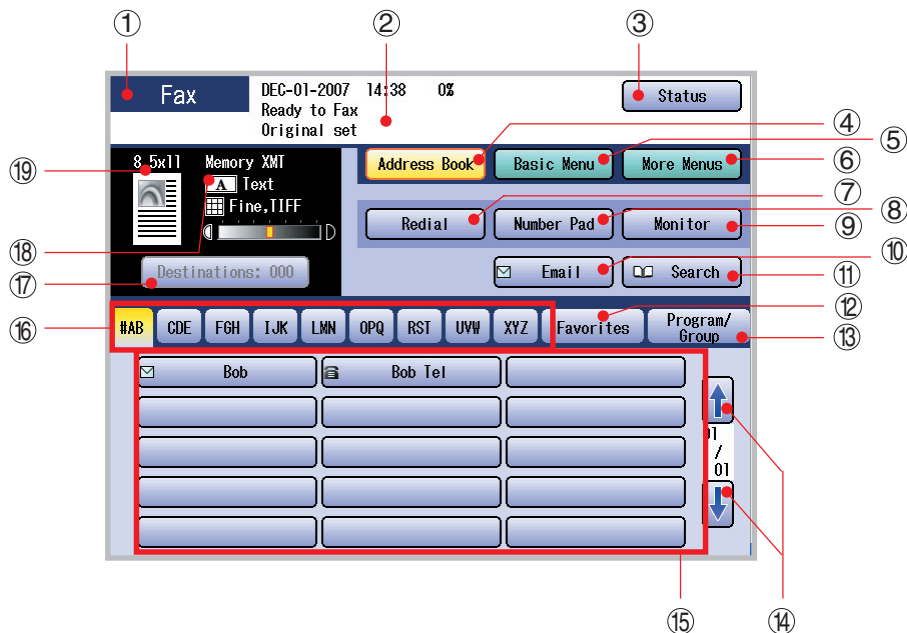 ① ② ③
Fax
DEC-01-2007 14:38 0%
Ready to Fax
Original set
Status
④
⑤
⑥
Address Book Basic Menu More Menus
⑲
8.5x11 Memory XMT
A Text
Fine,TIFF
⑱
⑦
⑧
⑨
Redial Number Pad Monitor
⑩
⑪
Email Search
⑰
Destinations: 000
⑫
⑬
⑯
#AB CDE FGH IJK LMN OPQ RST UVW XYZ Favorites Program/
Group
Bob Bob Tel
01
/
01
⑮ ⑭